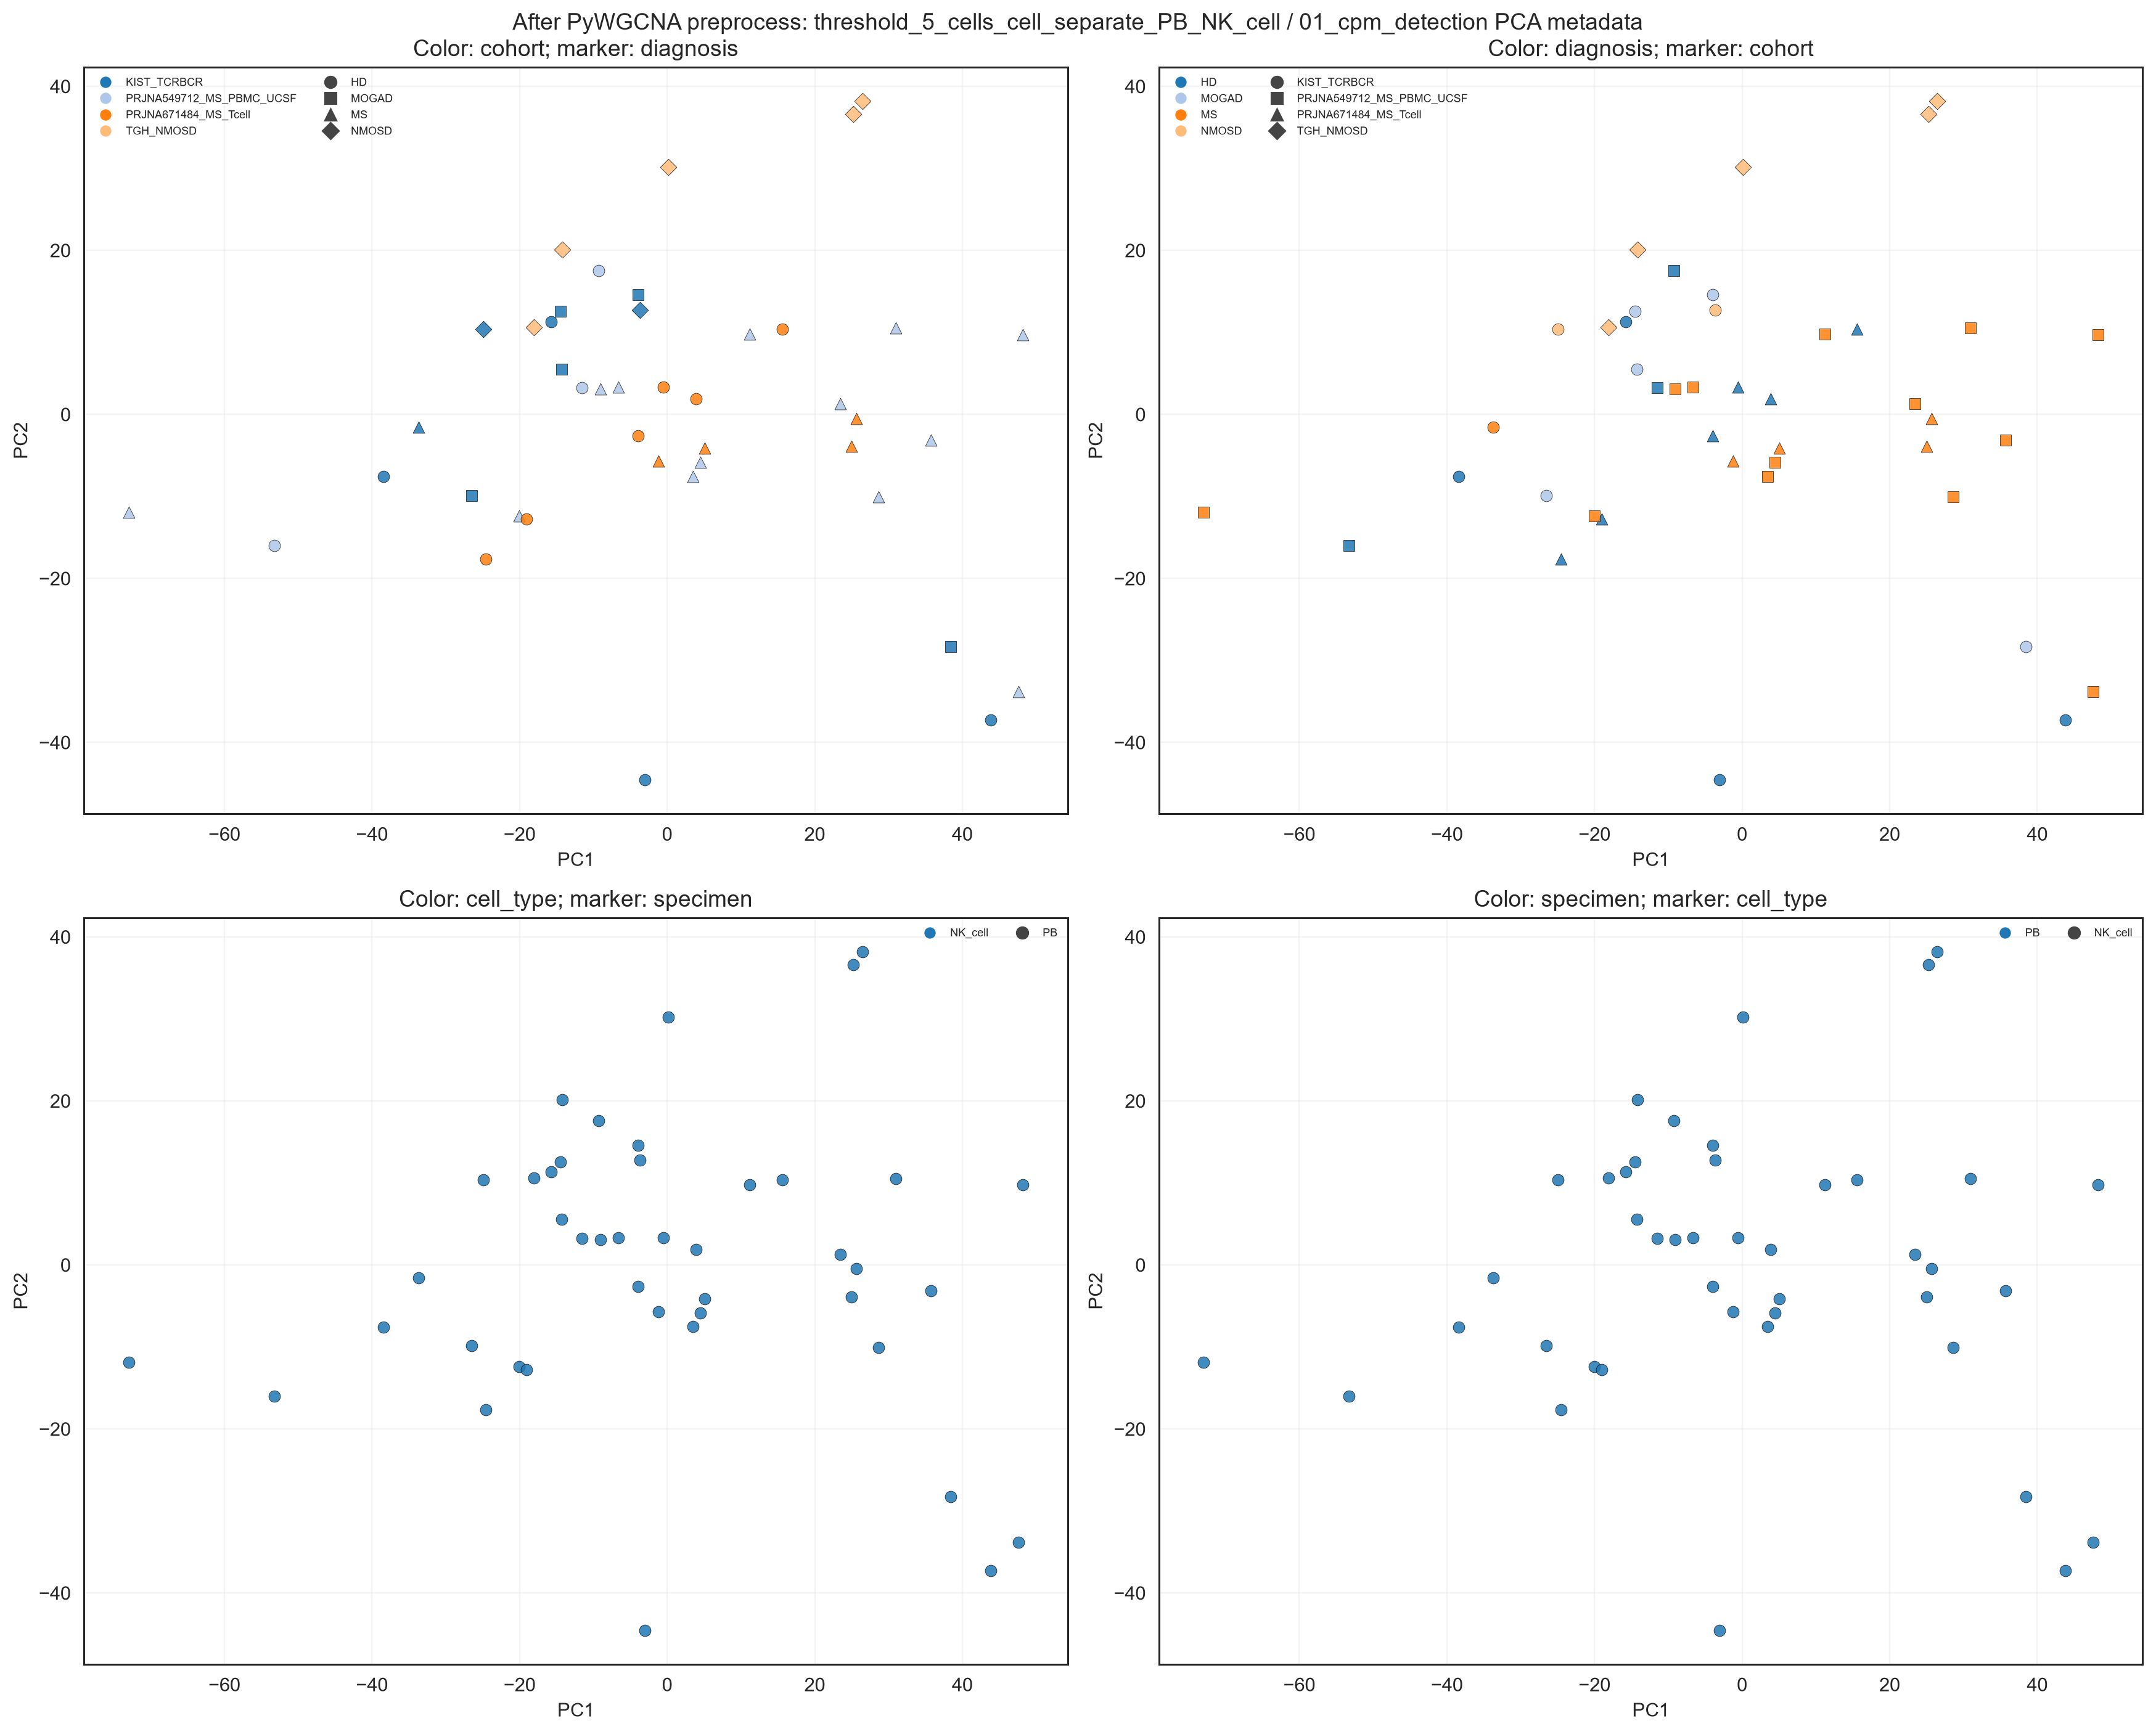 After PyWGCNA preprocess: threshold_5_cells_cell_separate_PB_NK_cell / 01_cpm_detection PCA metadata
Color: cohort; marker: diagnosis
KIST_TCRBCR
PRJNA549712_MS_PBMC_UCSF
PRJNA671484_MS_Tcell
TGH_NMOSD
HD
MOGAD
MS
NMOSD
40
20
0
−20
−40
PC2
−60
−40
−20
0
20
40
PC1
Color: diagnosis; marker: cohort
HD
MOGAD
MS
NMOSD
KIST_TCRBCR
PRJNA549712_MS_PBMC_UCSF
PRJNA671484_MS_Tcell
TGH_NMOSD
40
20
0
−20
−40
PC2
−60
−40
−20
0
20
40
PC1
Color: cell_type; marker: specimen
NK_cell
PB
40
20
0
−20
−40
PC2
−60
−40
−20
0
20
40
PC1
Color: specimen; marker: cell_type
PB
NK_cell
40
20
0
−20
−40
PC2
−60
−40
−20
0
20
40
PC1